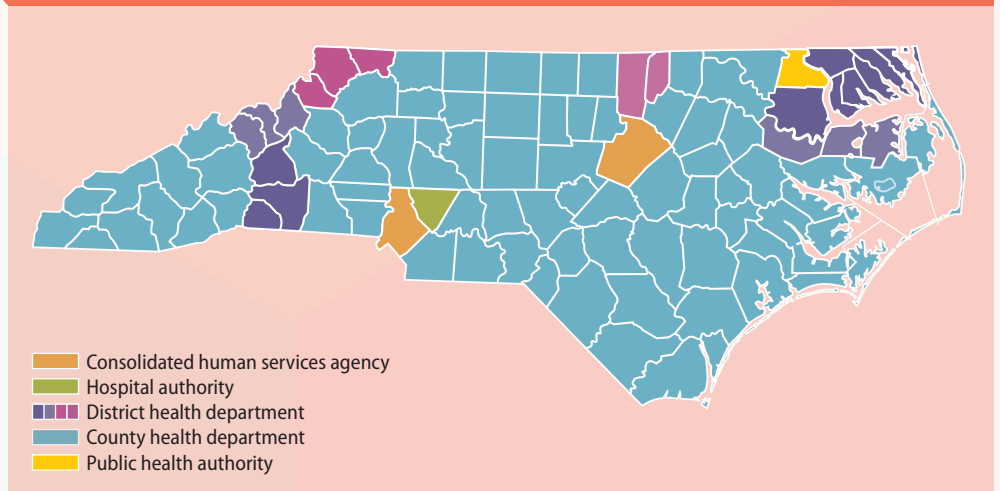 Consolidated human services agency
Hospital authority
District health department
County health department
Public health authority